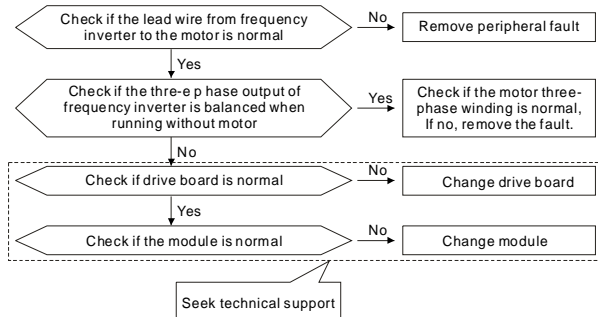 Check if the lead wire from frequency
inverter to the motor is normal
No
Remove peripheral fault
Yes
Check if the thre-e p hase output of
frequency inverter is balanced when
running without motor
Yes
Check if the motor three-
phase winding is normal,
If no, remove the fault.
No
Check if drive board is normal
No
Change drive board
Yes
Check if the module is normal
No
Change module
Seek technical support